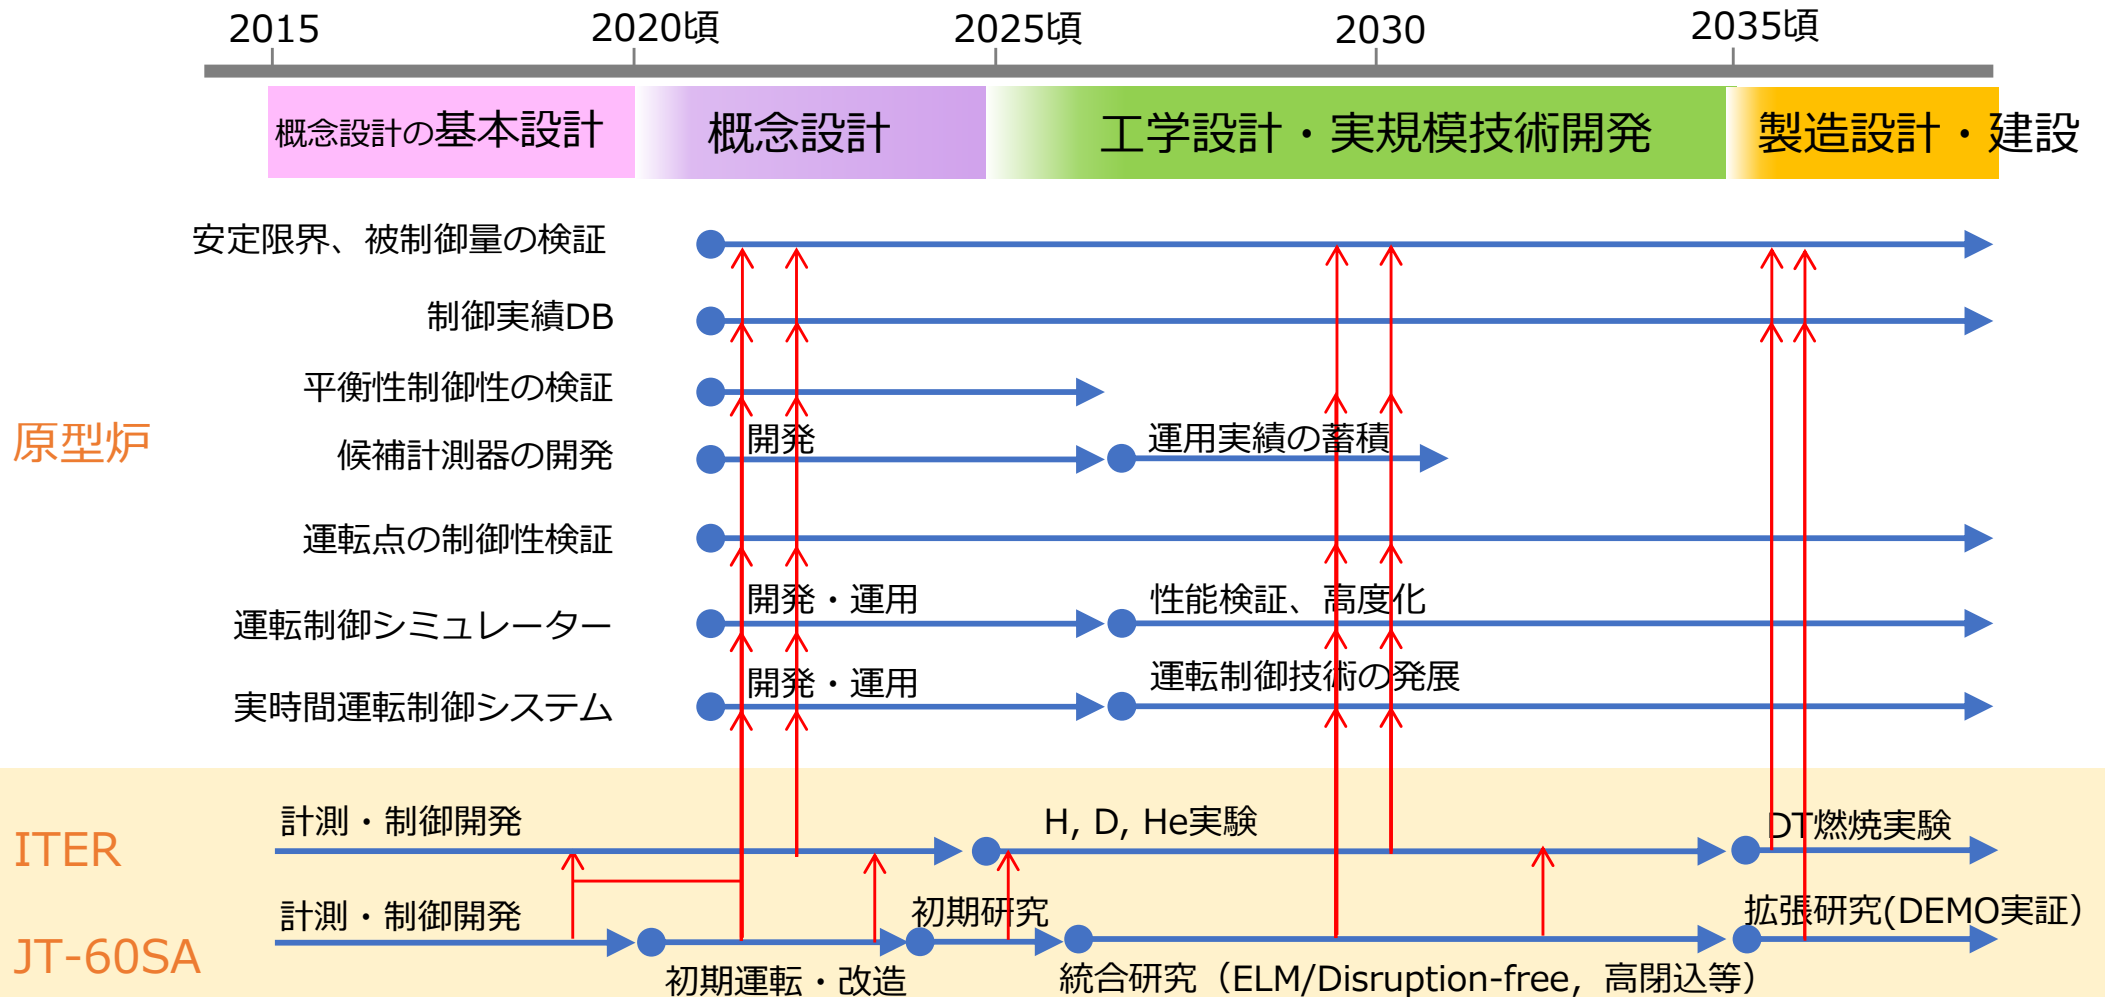 2015
2020頃
2025頃
2030
2035頃
概念設計の基本設計
概念設計
工学設計・実規模技術開発
製造設計・建設
安定限界、被制御量の検証
制御実績DB
平衡性制御性の検証
原型炉
候補計測器の開発
開発
運用実績の蓄積
運転点の制御性検証
運転制御シミュレーター
開発・運用
性能検証、高度化
実時間運転制御システム
開発・運用
運転制御技術の発展
ITER
計測・制御開発
H, D, He実験
DT燃焼実験
JT-60SA
計測・制御開発
初期運転・改造
初期研究
統合研究（ELM/Disruption-free, 高閉込等）
拡張研究(DEMO実証）